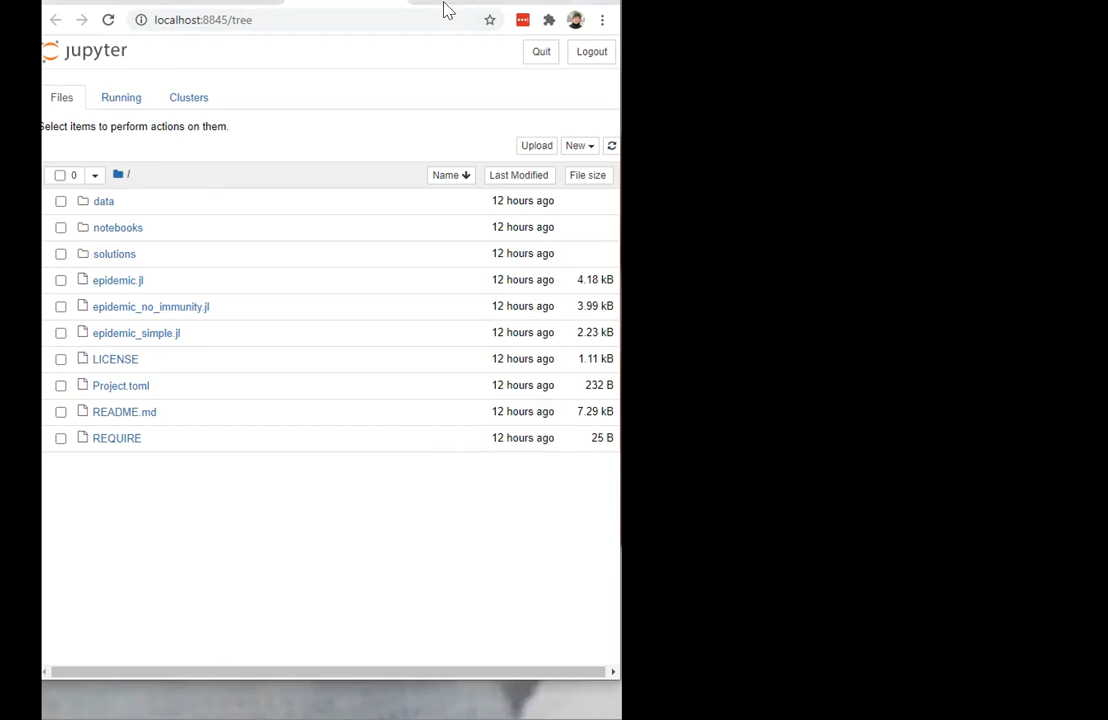 localhost:8845/tree
jupyter Quit Logout
Files Running Clusters
Select items to perform actions on them.
Upload New
0 / Name Last Modified File size
data 12 hours ago
notebooks 12 hours ago
solutions 12 hours ago
epidemic.jl 12 hours ago 4.18 kB
epidemic_no_immunity.jl 12 hours ago 3.99 kB
epidemic_simple.jl 12 hours ago 2.23 kB
LICENSE 12 hours ago 1.11 kB
Project.toml 12 hours ago 232 B
README.md 12 hours ago 7.29 kB
REQUIRE 12 hours ago 25 B